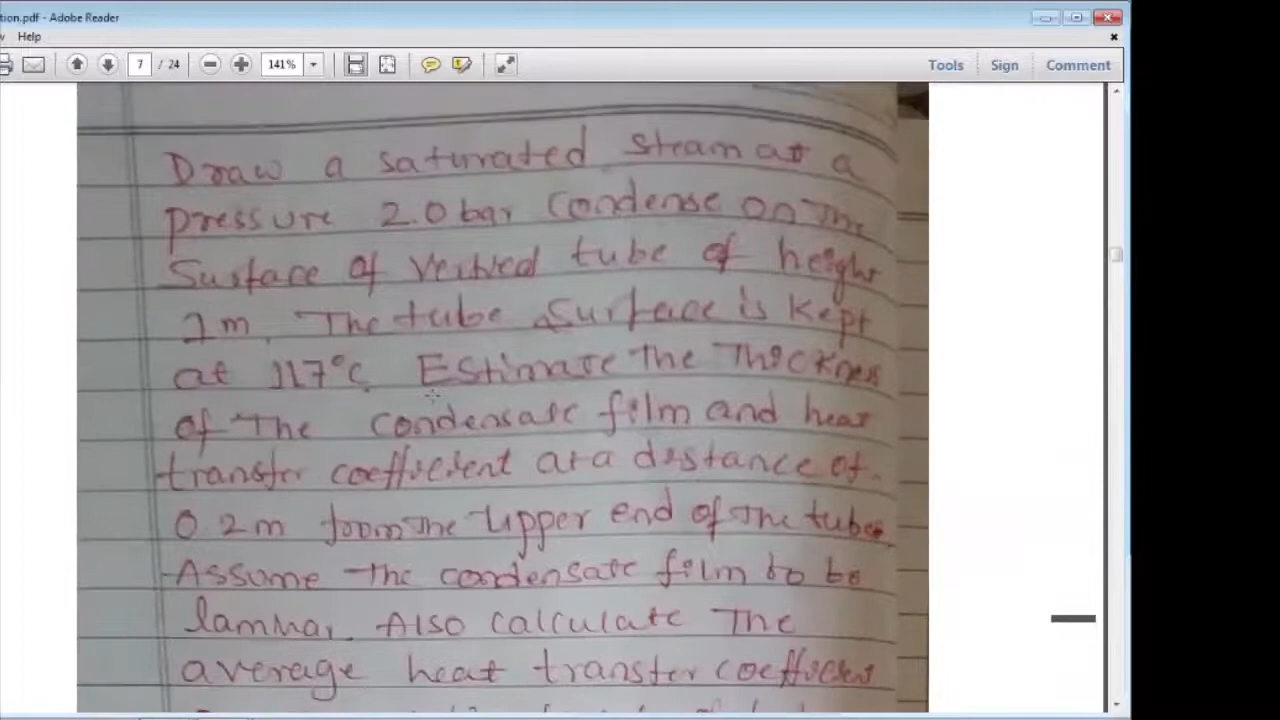 tion.pdf - Adobe Reader
Help
7 / 24 141% Tools Sign Comment
Draw a saturated steam at a
pressure 2.0 bar condense on the
Surface of vertical tube of height
1m. The tube surface is kept
at 117°C Estimate The Thickness
of The condensate film and heat
transfer coefficient at a distance of
0.2m from The Upper end of The tube.
Assume The condensate film to be
laminar. Also calculate The
average heat transfer coefficient